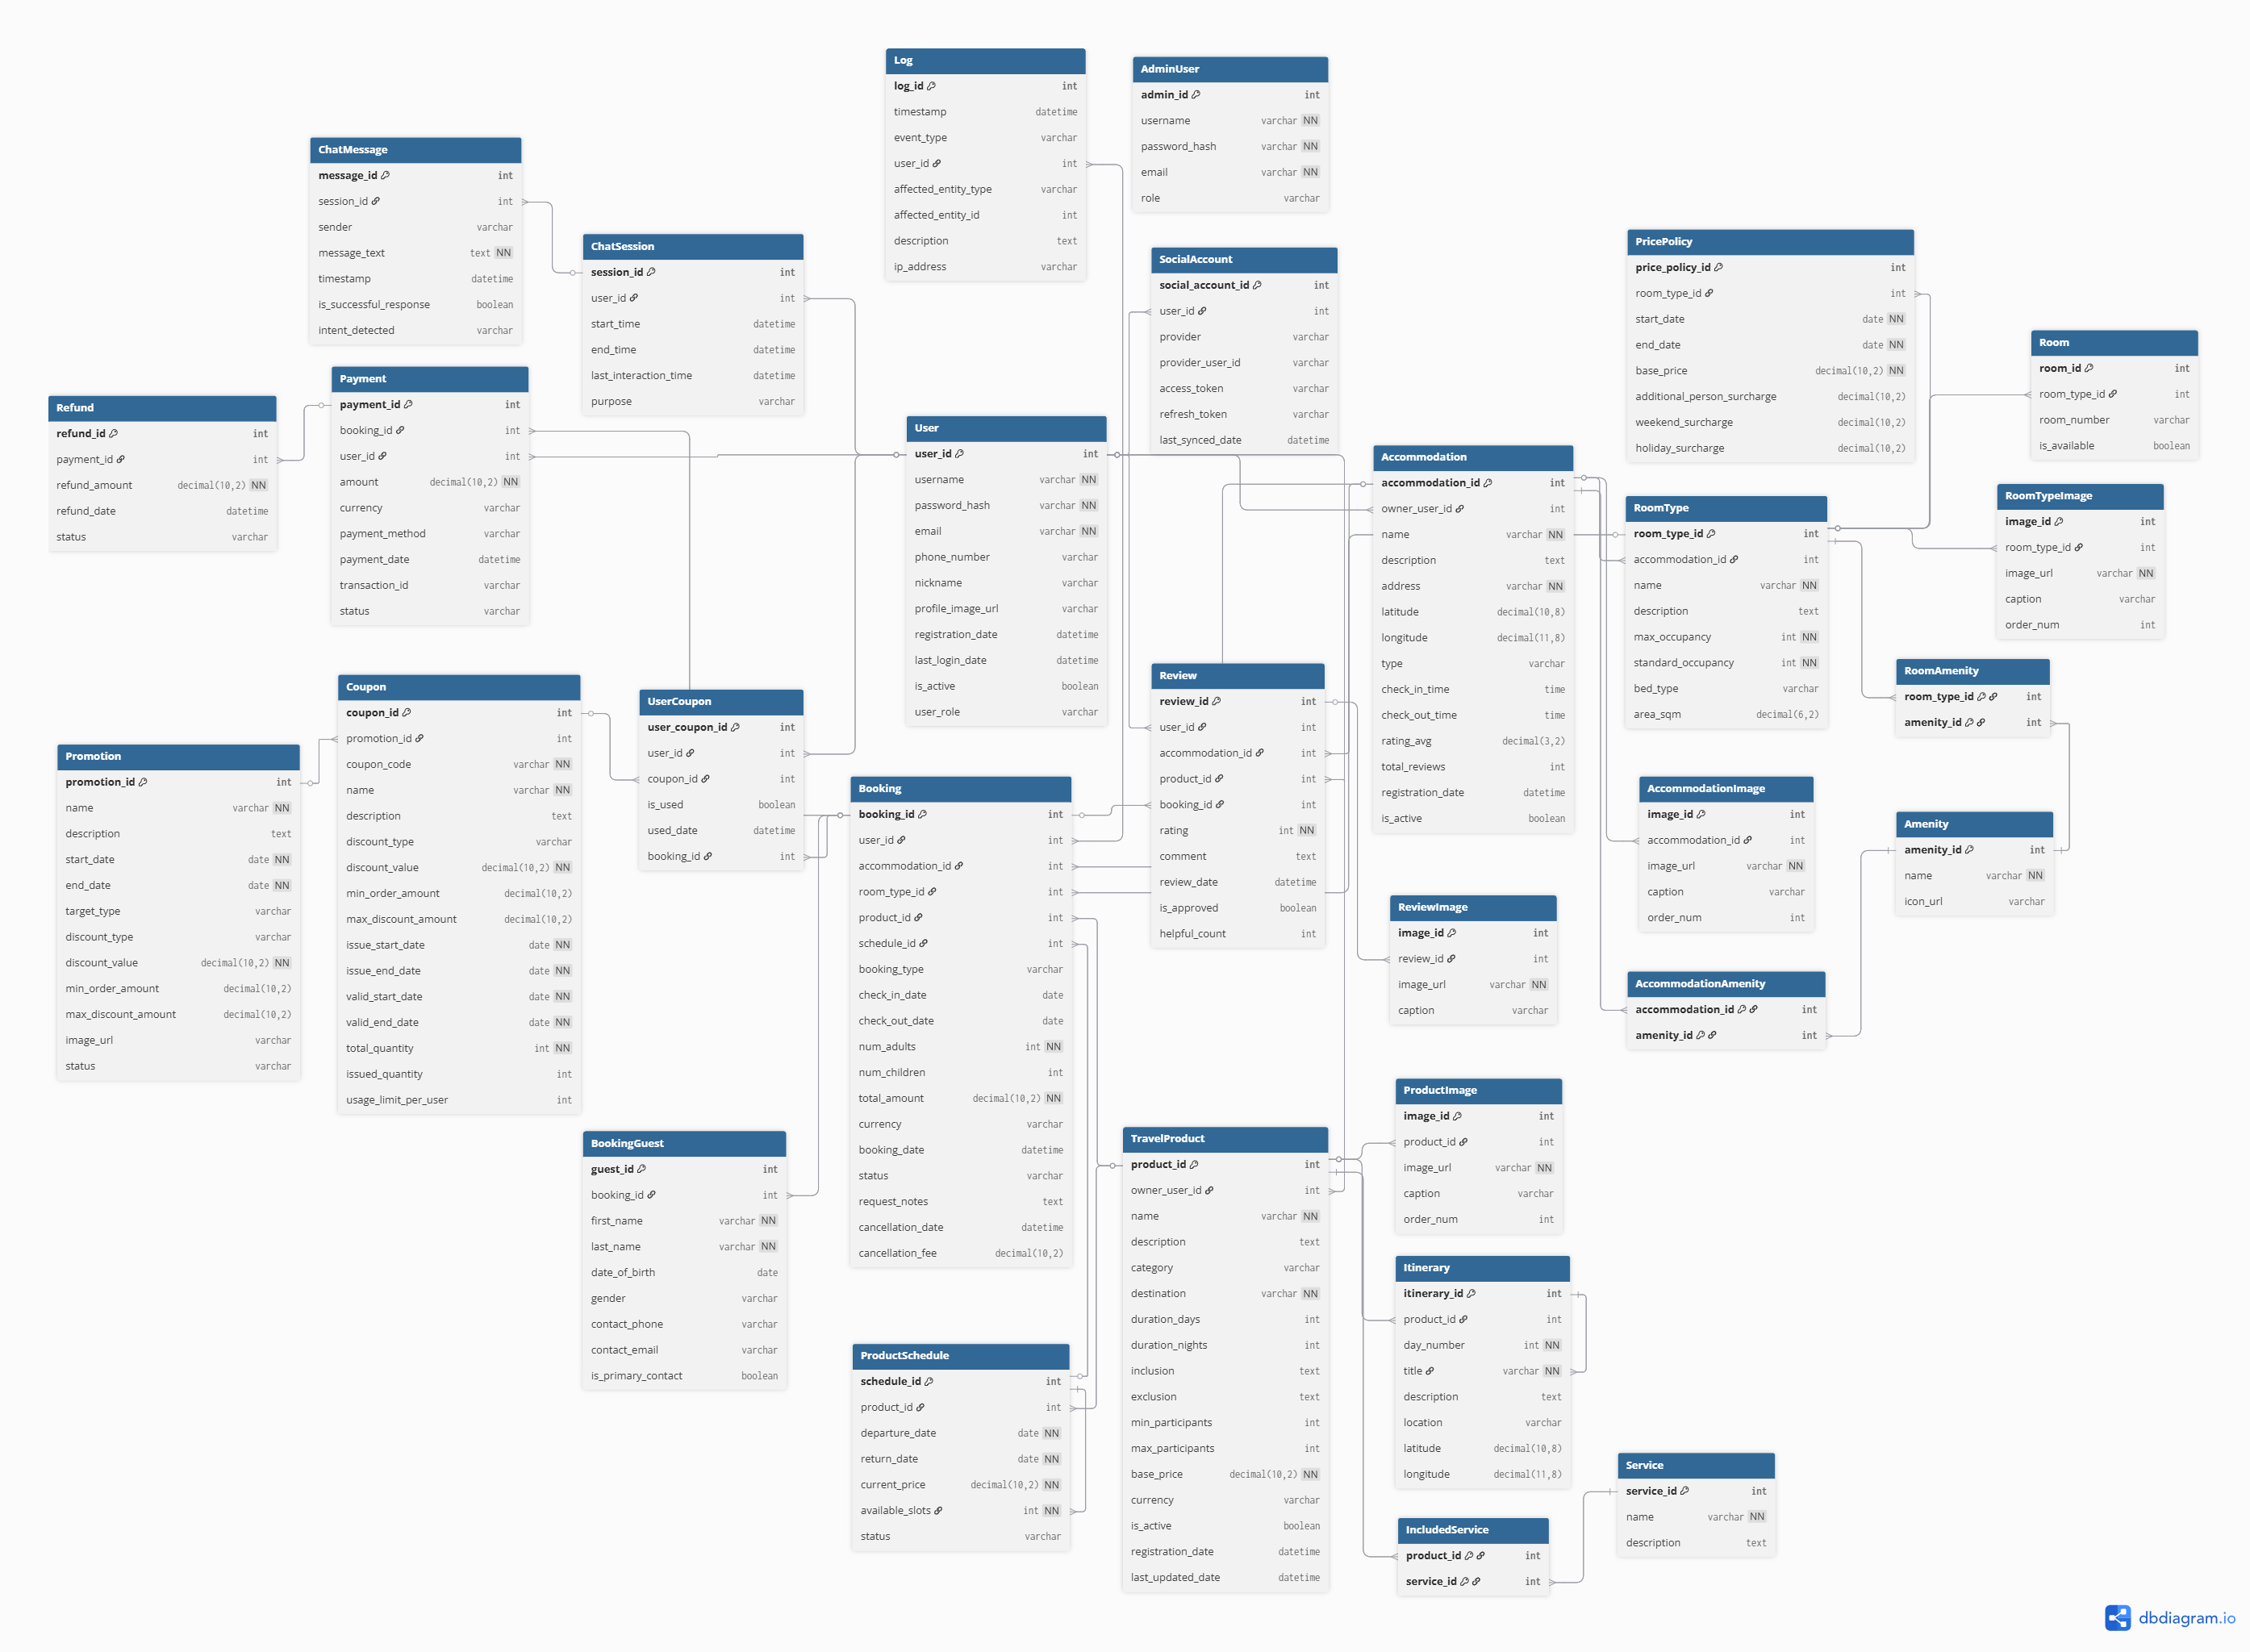 Log
log_id int
timestamp datetime
event_type varchar
user_id int
affected_entity_type varchar
affected_entity_id int
description text
ip_address varchar
AdminUser
admin_id int
username varchar NN
password_hash varchar NN
email varchar NN
role varchar
ChatMessage
message_id int
session_id int
sender varchar
message_text text NN
timestamp datetime
is_successful_response boolean
intent_detected varchar
ChatSession
session_id int
user_id int
start_time datetime
end_time datetime
last_interaction_time datetime
purpose varchar
SocialAccount
social_account_id int
user_id int
provider varchar
provider_user_id varchar
access_token varchar
refresh_token varchar
last_synced_date datetime
PricePolicy
price_policy_id int
room_type_id int
start_date date NN
end_date date NN
base_price decimal(10,2) NN
additional_person_surcharge decimal(10,2)
weekend_surcharge decimal(10,2)
holiday_surcharge decimal(10,2)
Room
room_id int
room_type_id int
room_number varchar
is_available boolean
Refund
refund_id int
payment_id int
refund_amount decimal(10,2) NN
refund_date datetime
status varchar
Payment
payment_id int
booking_id int
user_id int
amount decimal(10,2) NN
currency varchar
payment_method varchar
payment_date datetime
transaction_id varchar
status varchar
User
user_id int
username varchar NN
password_hash varchar NN
email varchar NN
phone_number varchar
nickname varchar
profile_image_url varchar
registration_date datetime
last_login_date datetime
is_active boolean
user_role varchar
Accommodation
accommodation_id int
owner_user_id int
name varchar NN
description text
address varchar NN
latitude decimal(10,8)
longitude decimal(11,8)
type varchar
check_in_time time
check_out_time time
rating_avg decimal(3,2)
total_reviews int
registration_date datetime
is_active boolean
RoomType
room_type_id int
accommodation_id int
name varchar NN
description text
max_occupancy int NN
standard_occupancy int NN
bed_type varchar
area_sqm decimal(6,2)
RoomTypeImage
image_id int
room_type_id int
image_url varchar NN
caption varchar
order_num int
RoomAmenity
room_type_id int
amenity_id int
Promotion
promotion_id int
name varchar NN
description text
start_date date NN
end_date date NN
target_type varchar
discount_type varchar
discount_value decimal(10,2) NN
min_order_amount decimal(10,2)
max_discount_amount decimal(10,2)
image_url varchar
status varchar
Coupon
coupon_id int
promotion_id int
coupon_code varchar NN
name varchar NN
description text
discount_type varchar
discount_value decimal(10,2) NN
min_order_amount decimal(10,2)
max_discount_amount decimal(10,2)
issue_start_date date NN
issue_end_date date NN
valid_start_date date NN
valid_end_date date NN
total_quantity int NN
issued_quantity int
usage_limit_per_user int
UserCoupon
user_coupon_id int
user_id int
coupon_id int
is_used boolean
used_date datetime
booking_id int
Booking
booking_id int
user_id int
accommodation_id int
room_type_id int
product_id int
schedule_id int
booking_type varchar
check_in_date date
check_out_date date
num_adults int NN
num_children int
total_amount decimal(10,2) NN
currency varchar
booking_date datetime
status varchar
request_notes text
cancellation_date datetime
cancellation_fee decimal(10,2)
Review
review_id int
user_id int
accommodation_id int
product_id int
booking_id int
rating int NN
comment text
review_date datetime
is_approved boolean
helpful_count int
AccommodationImage
image_id int
accommodation_id int
image_url varchar NN
caption varchar
order_num int
Amenity
amenity_id int
name varchar NN
icon_url varchar
ReviewImage
image_id int
review_id int
image_url varchar NN
caption varchar
AccommodationAmenity
accommodation_id int
amenity_id int
BookingGuest
guest_id int
booking_id int
first_name varchar NN
last_name varchar NN
date_of_birth date
gender varchar
contact_phone varchar
contact_email varchar
is_primary_contact boolean
ProductSchedule
schedule_id int
product_id int
departure_date date NN
return_date date NN
current_price decimal(10,2) NN
available_slots int NN
status varchar
TravelProduct
product_id int
owner_user_id int
name varchar NN
description text
category varchar
destination varchar NN
duration_days int
duration_nights int
inclusion text
exclusion text
min_participants int
max_participants int
base_price decimal(10,2) NN
currency varchar
is_active boolean
registration_date datetime
last_updated_date datetime
ProductImage
image_id int
product_id int
image_url varchar NN
caption varchar
order_num int
Itinerary
itinerary_id int
product_id int
day_number int NN
title varchar NN
description text
location varchar
latitude decimal(10,8)
longitude decimal(11,8)
IncludedService
product_id int
service_id int
Service
service_id int
name varchar NN
description text
dbdiagram.io